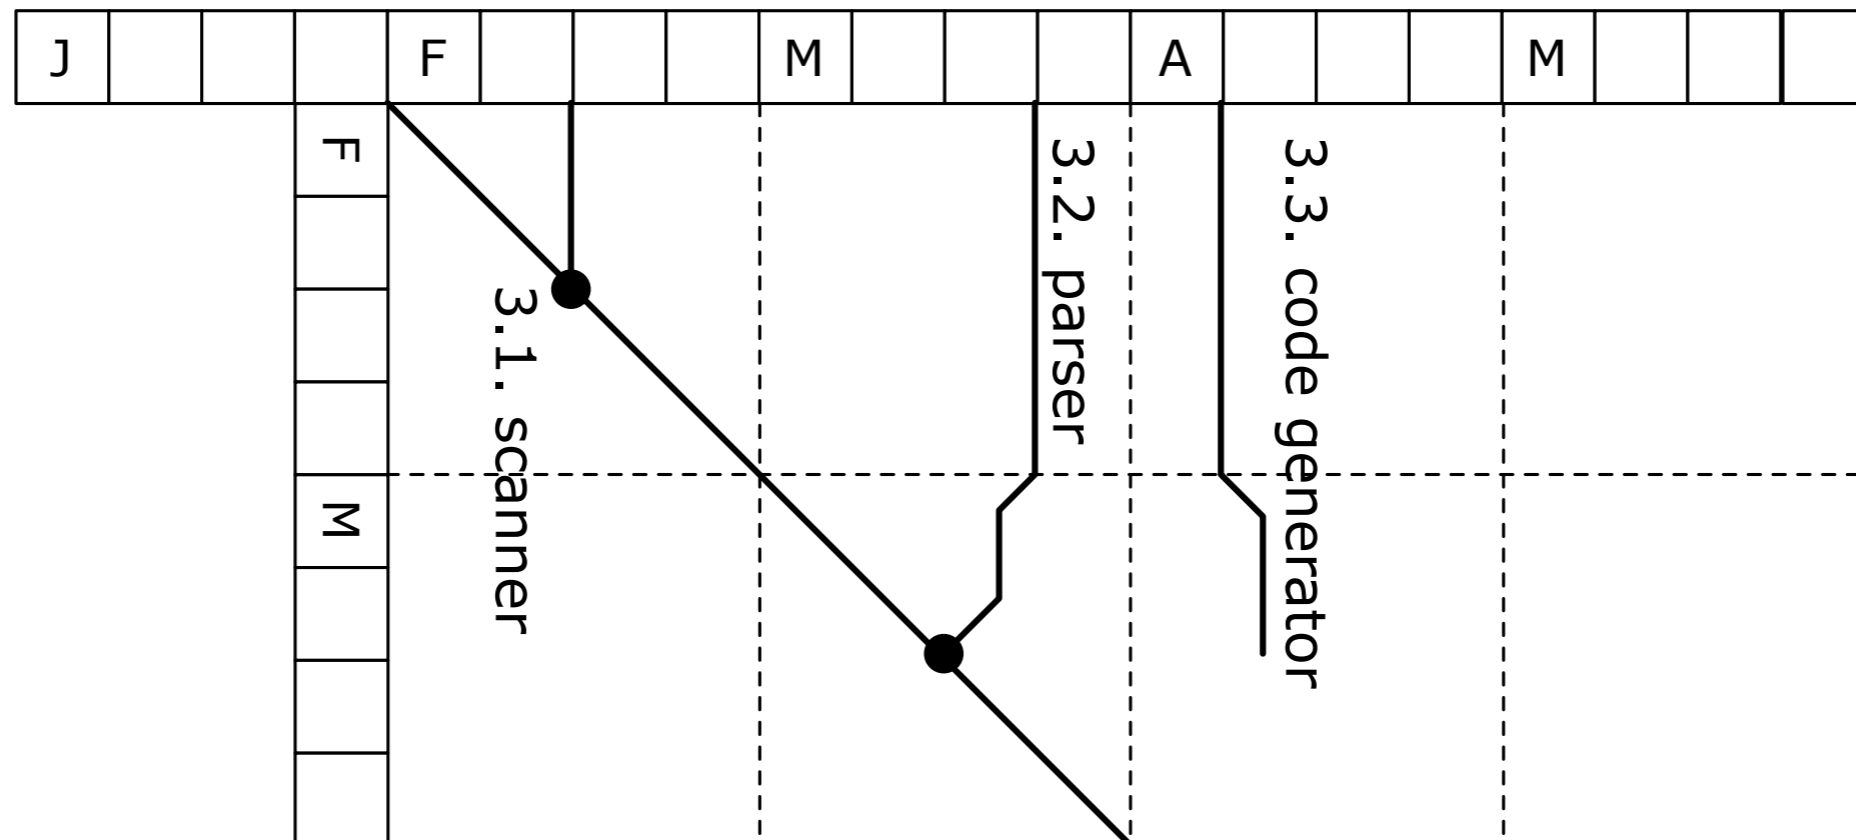 J F M A M
F
M
3.1. scanner
3.2. parser
3.3. code generator